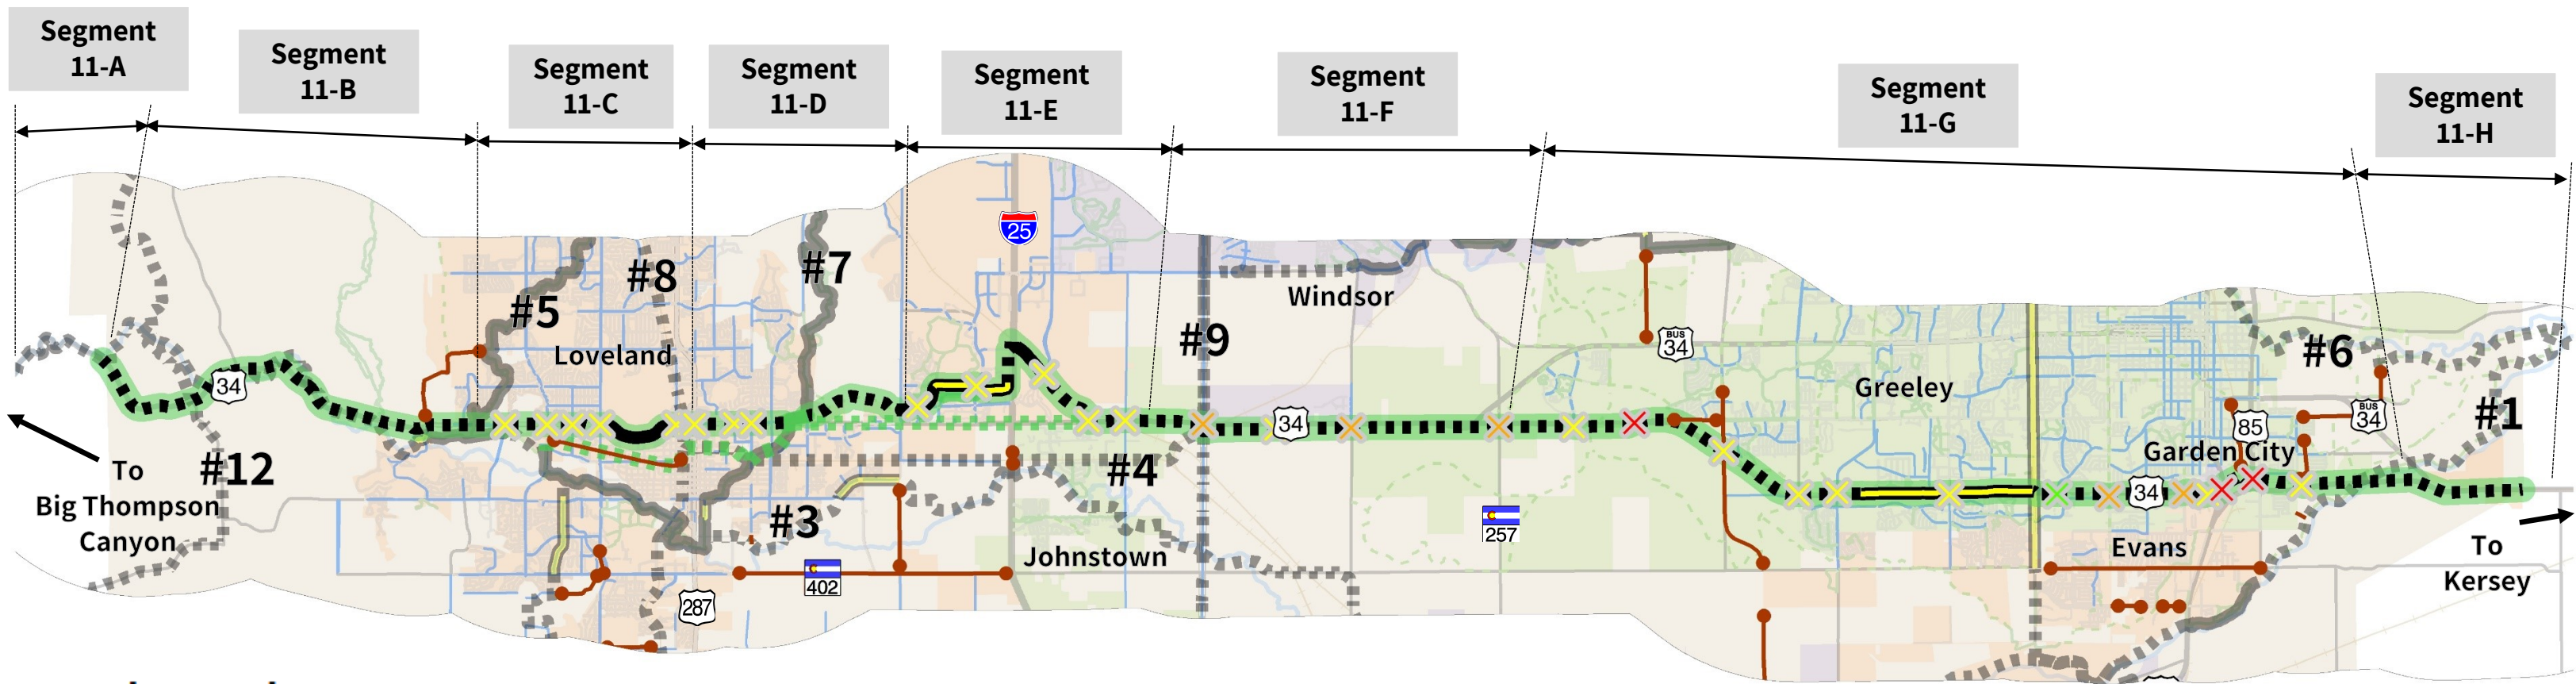 Segment
11-A
Segment
11-B
Segment
11-C
Segment
11-D
Segment
11-E
Segment
11-F
Segment
11-G
Segment
11-H
25
#8
#7
#5
Loveland
Windsor
#9
BUS
34
#6
34
Greeley
#1
BUS
34
34
85
Garden City
#12
#4
To
Big Thompson
Canyon
34
#3
257
Johnstown
Evans
To
Kersey
402
287